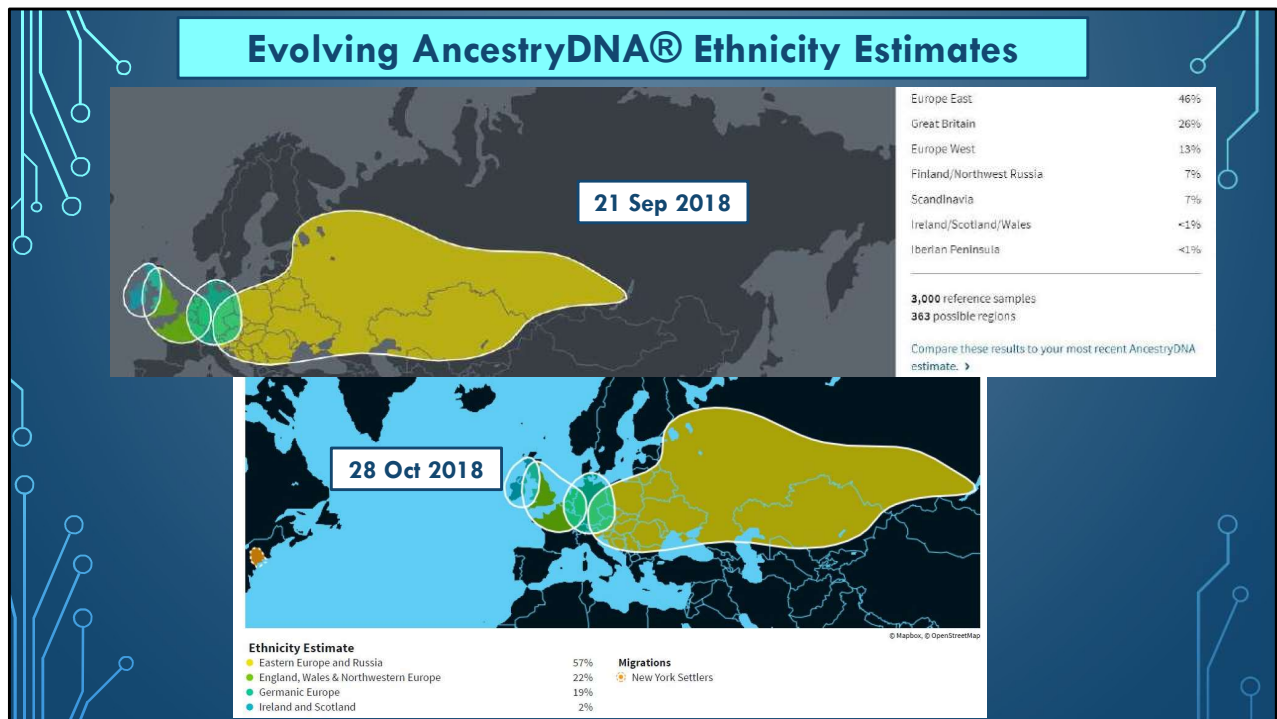 Evolving AncestryDNA® Ethnicity Estimates
21 Sep 2018
Europe East 46%
Great Britain 26%
Europe West 13%
Finland/Northwest Russia 7%
Scandinavia 7%
Ireland/Scotland/Wales <1%
Iberian Peninsula <1%
3,000 reference samples
363 possible regions
Compare these results to your most recent AncestryDNA
estimate. ›
28 Oct 2018
© Mapbox, © OpenStreetMap
Ethnicity Estimate
Eastern Europe and Russia 57%
England, Wales & Northwestern Europe 22%
Germanic Europe 19%
Ireland and Scotland 2%
Migrations
New York Settlers